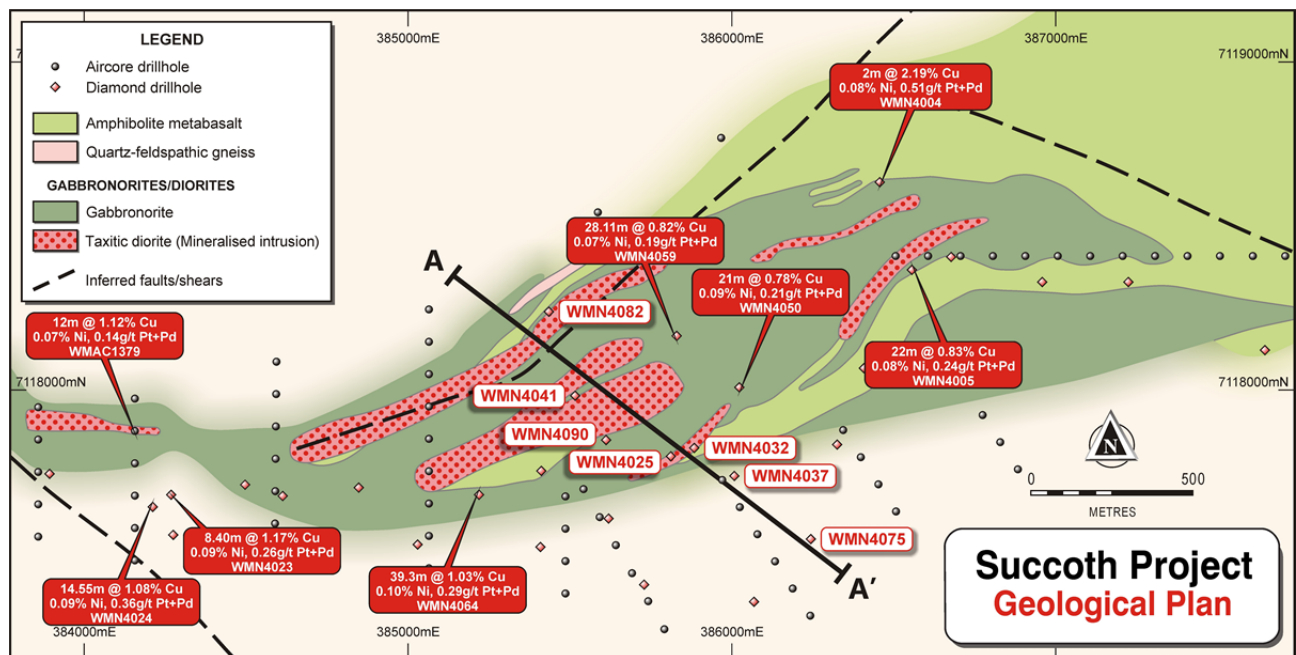 385000mE
386000mE
387000mE
7119000mN
LEGEND
Aircore drillhole
Diamond drillhole
Amphibolite metabasalt
Quartz-feldspathic gneiss
GABBRONORITES/DIORITES
Gabbronorite
Taxitic diorite (Mineralised intrusion)
Inferred faults/shears
2m @ 2.19% Cu
0.08% Ni, 0.51g/t Pt+Pd
WMN4004
28.11m @ 0.82% Cu
0.07% Ni, 0.19g/t Pt+Pd
WMN4059
A
21m @ 0.78% Cu
0.09% Ni, 0.21g/t Pt+Pd
WMN4050
WMN4082
12m @ 1.12% Cu
0.07% Ni, 0.14g/t Pt+Pd
WMAC1379
22m @ 0.83% Cu
0.08% Ni, 0.24g/t Pt+Pd
WMN4005
7118000mN
7118000mN
WMN4041
WMN4090
WMN4025
WMN4032
WMN4037
N
0
500
METRES
8.40m @ 1.17% Cu
0.09% Ni, 0.26g/t Pt+Pd
WMN4023
WMN4075
14.55m @ 1.08% Cu
0.09% Ni, 0.36g/t Pt+Pd
WMN4024
39.3m @ 1.03% Cu
0.10% Ni, 0.29g/t Pt+Pd
WMN4064
A'
Succoth Project
Geological Plan
384000mE
385000mE
386000mE